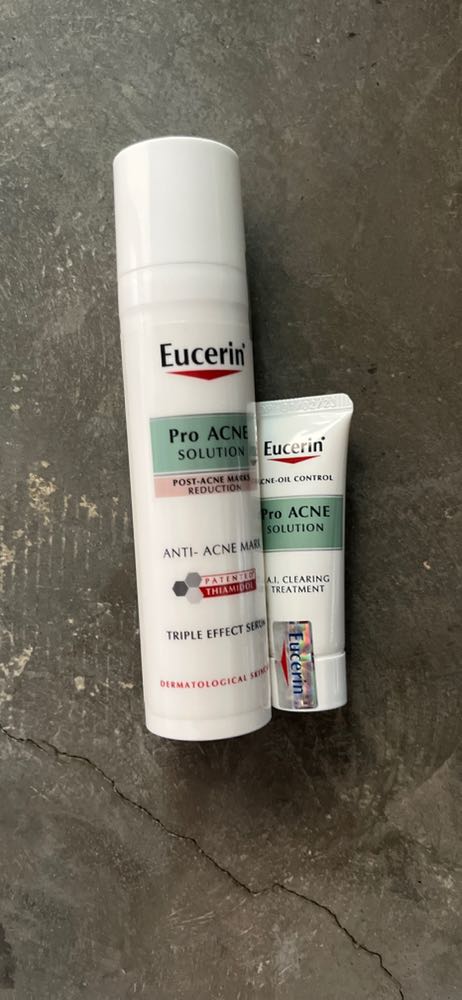 Eucerin
Pro ACNE
SOLUTION
POST-ACNE MARKS
REDUCTION
ANTI- ACNE MARK
PATENTED
THIAMIDOL
TRIPLE EFFECT SERUM
DERMATOLOGICAL
Eucerin
ACNE-OIL CONTROL
Pro ACNE
SOLUTION
A.I. CLEARING
TREATMENT
Eucerin